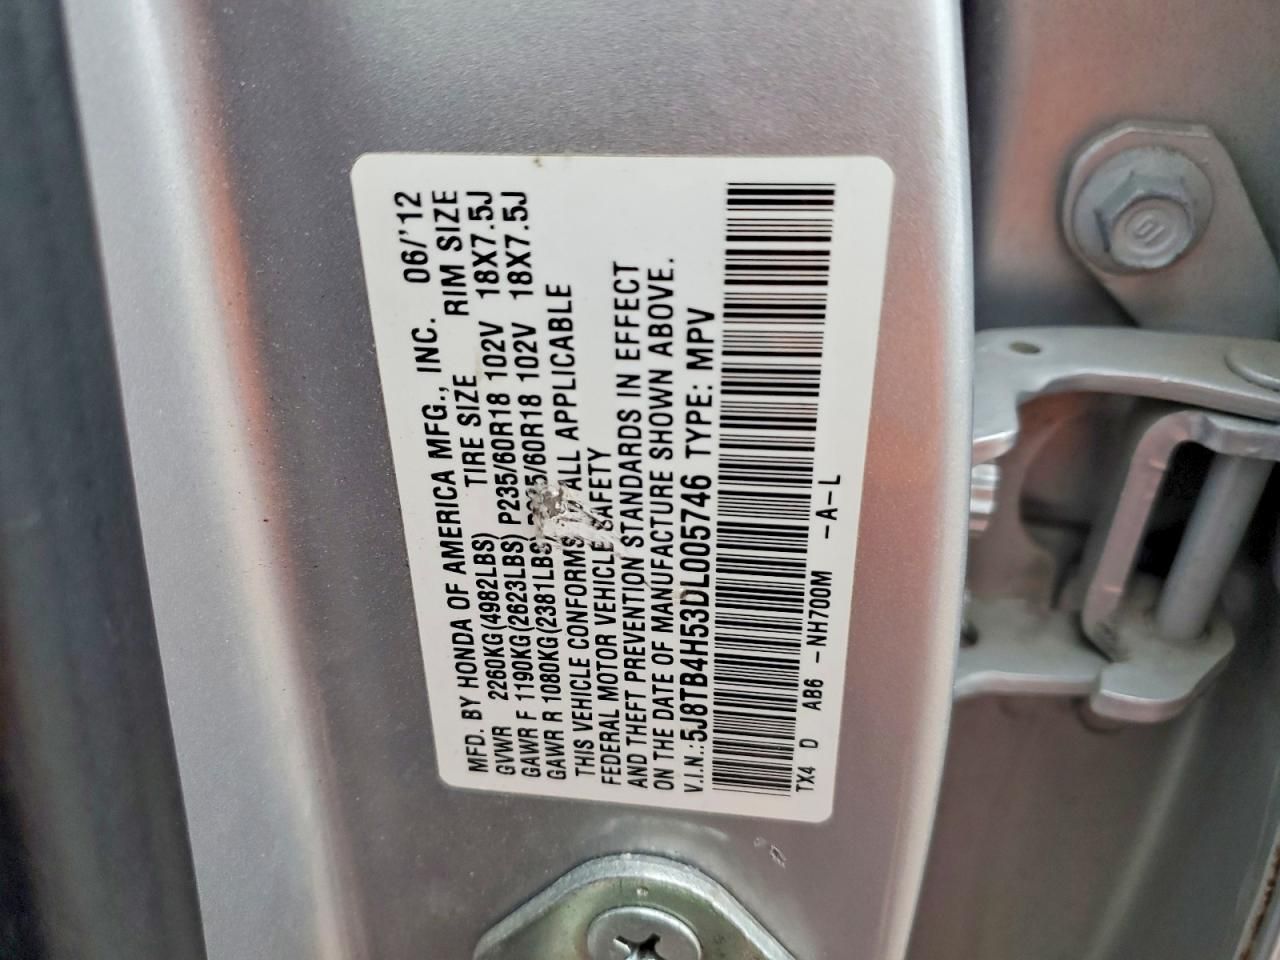 MFD. BY HONDA OF AMERICA MFG., INC. 06/'12
GVWR 2260KG(4982LBS) TIRE SIZE RIM SIZE
GAWR F 1190KG(2623LBS) P235/60R18 102V 18X7.5J
GAWR R 1080KG(2381LBS) P235/60R18 102V 18X7.5J
THIS VEHICLE CONFORMS ALL APPLICABLE
FEDERAL MOTOR VEHICLE SAFETY
AND THEFT PREVENTION STANDARDS IN EFFECT
ON THE DATE OF MANUFACTURE SHOWN ABOVE.
V.I.N.:5J8TB4H53DL005746 TYPE: MPV
TX4 D AB6 -NH700M -A-L